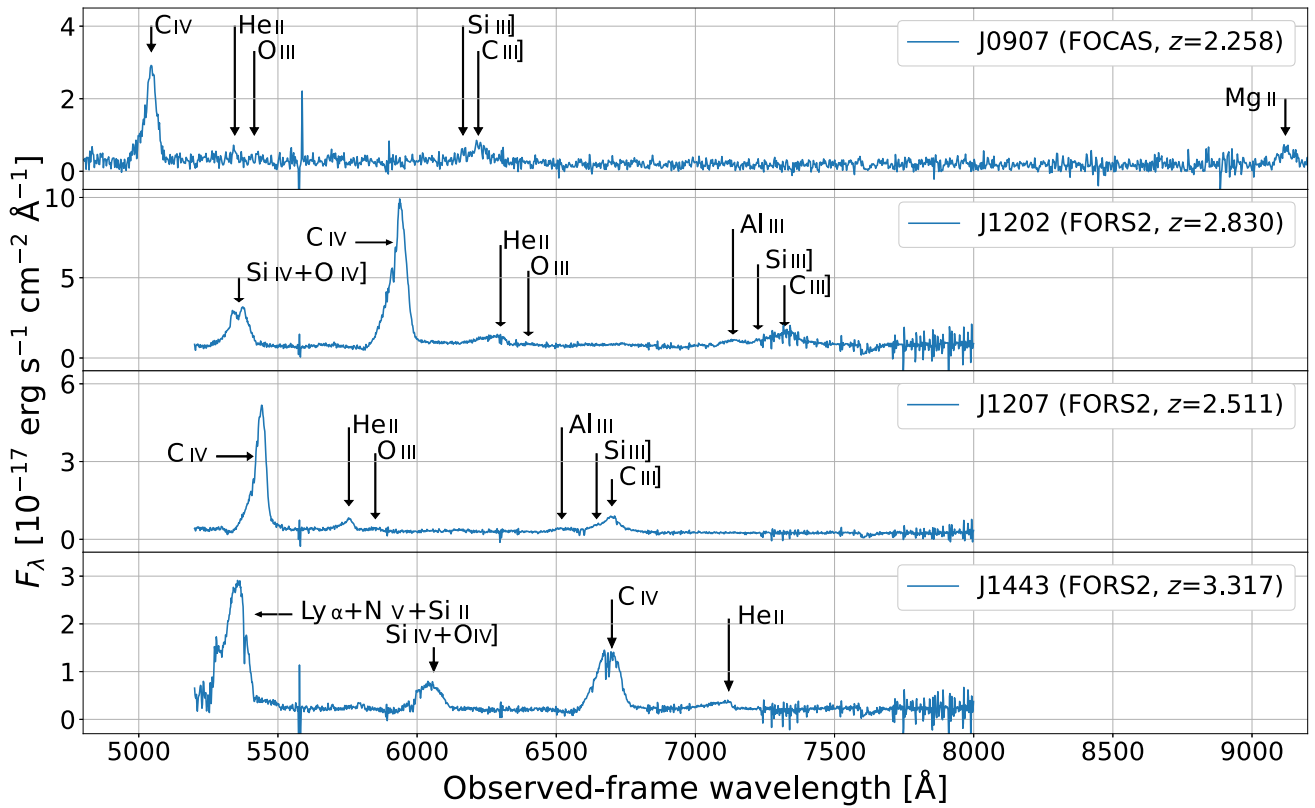 C IV
He II
O III
Si III]
C III]
Mg II
J0907 (FOCAS, z=2.258)
4
2
0
C IV
Si IV+O IV]
He II
O III
Al III
Si III]
C III]
J1202 (FORS2, z=2.830)
10
5
0
C IV
He II
O III
Al III
Si III]
C III]
J1207 (FORS2, z=2.511)
6
3
0
Ly α+N V+Si II
Si IV+O IV]
C IV
He II
J1443 (FORS2, z=3.317)
3
2
1
0
Fλ [10⁻¹⁷ erg s⁻¹ cm⁻² Å⁻¹]
5000 5500 6000 6500 7000 7500 8000 8500 9000
Observed-frame wavelength [Å]